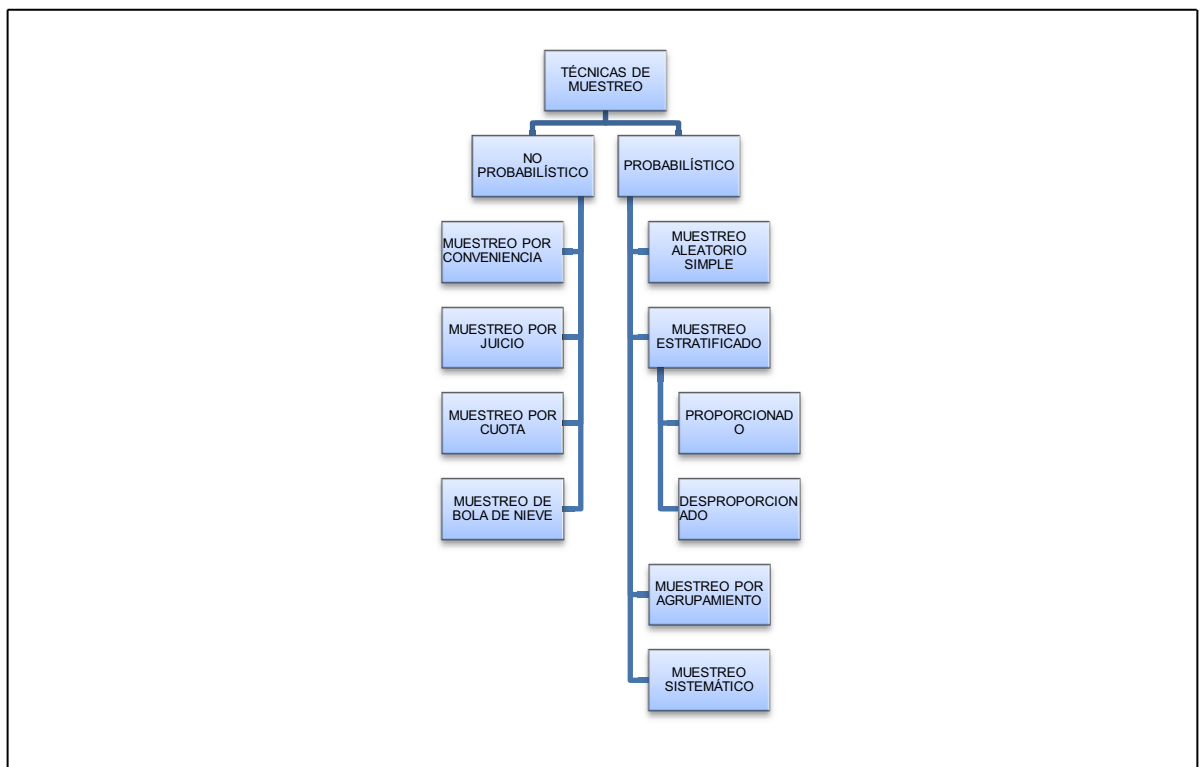 TÉCNICAS DE
MUESTREO
NO
PROBABILÍSTICO
PROBABILÍSTICO
MUESTREO POR
CONVENIENCIA
MUESTREO POR
JUICIO
MUESTREO POR
CUOTA
MUESTREO DE
BOLA DE NIEVE
MUESTREO
ALEATORIO
SIMPLE
MUESTREO
ESTRATIFICADO
PROPORCIONAD
O
DESPROPORCION
ADO
MUESTREO POR
AGRUPAMIENTO
MUESTREO
SISTEMÁTICO